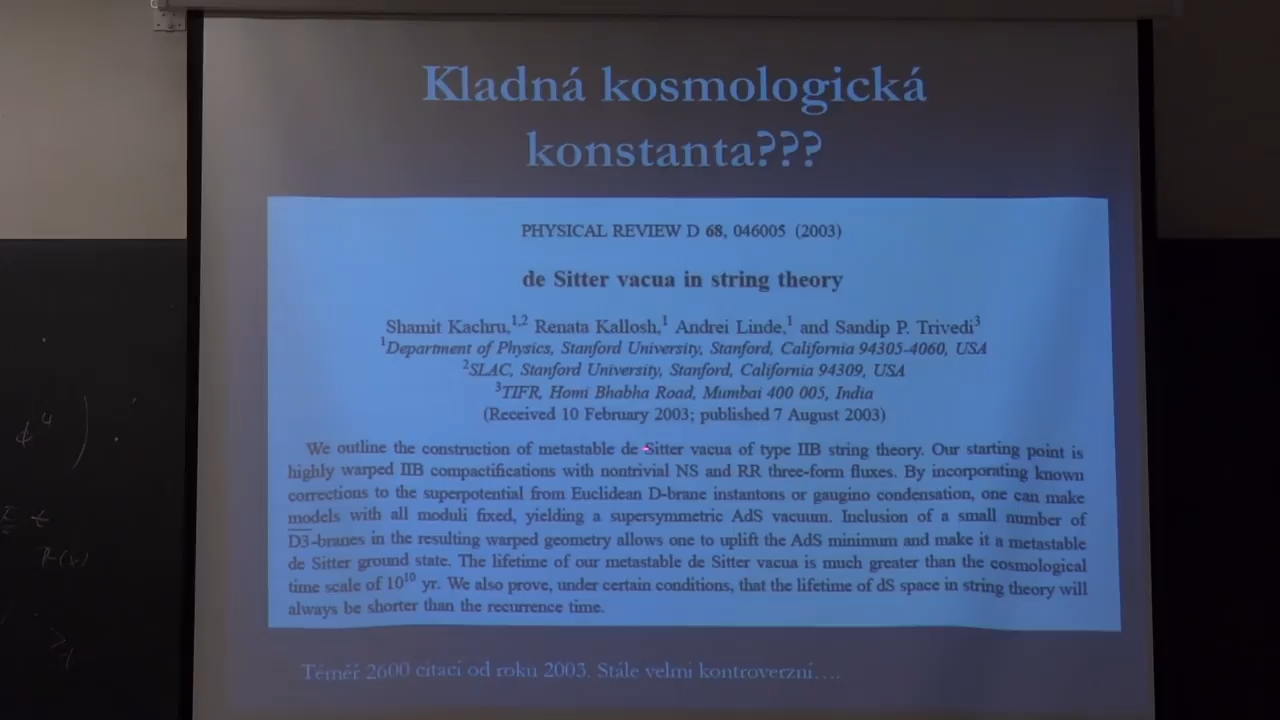 Kladná kosmologická
konstanta???
PHYSICAL REVIEW D 68, 046005 (2003)
de Sitter vacua in string theory
Shamit Kachru,1,2 Renata Kallosh,1 Andrei Linde,1 and Sandip P. Trivedi3
1Department of Physics, Stanford University, Stanford, California 94305-4060, USA
2SLAC, Stanford University, Stanford, California 94309, USA
3TIFR, Homi Bhabha Road, Mumbai 400 005, India
(Received 10 February 2003; published 7 August 2003)
We outline the construction of metastable de Sitter vacua of type IIB string theory. Our starting point is
highly warped IIB compactifications with nontrivial NS and RR three-form fluxes. By incorporating known
corrections to the superpotential from Euclidean D-brane instantons or gaugino condensation, one can make
models with all moduli fixed, yielding a supersymmetric AdS vacuum. Inclusion of a small number of
D̅3̅-branes in the resulting warped geometry allows one to uplift the AdS minimum and make it a metastable
de Sitter ground state. The lifetime of our metastable de Sitter vacua is much greater than the cosmological
time scale of 10^10 yr. We also prove, under certain conditions, that the lifetime of dS space in string theory will
always be shorter than the recurrence time.
Téměř 2600 citací od roku 2003. Stále velmi kontroverzní….